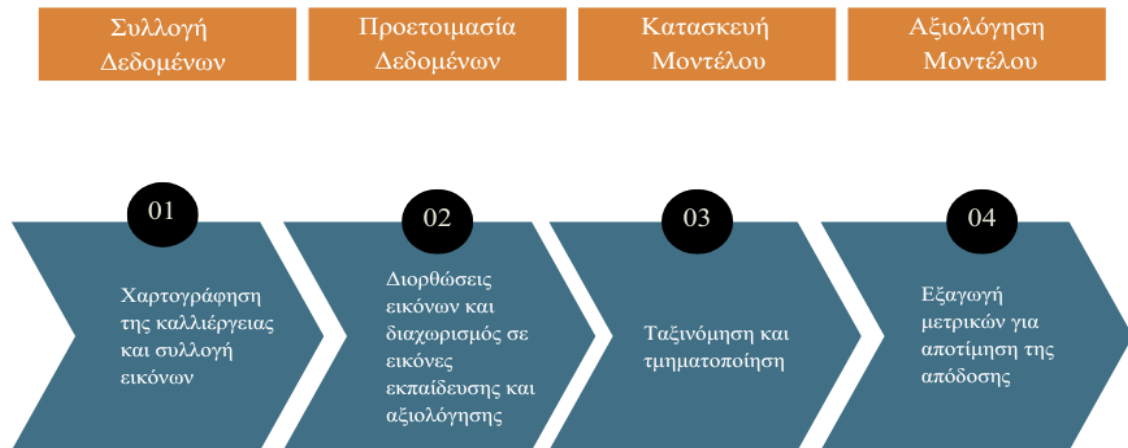 Συλλογή
Δεδομένων
Προετοιμασία
Δεδομένων
Κατασκευή
Μοντέλου
Αξιολόγηση
Μοντέλου
01
Χαρτογράφηση
της καλλιέργειας
και συλλογή
εικόνων
02
Διορθώσεις
εικόνων και
διαχωρισμός σε
εικόνες
εκπαίδευσης και
αξιολόγησης
03
Ταξινόμηση και
τμηματοποίηση
04
Εξαγωγή
μετρικών για
αποτίμηση της
απόδοσης